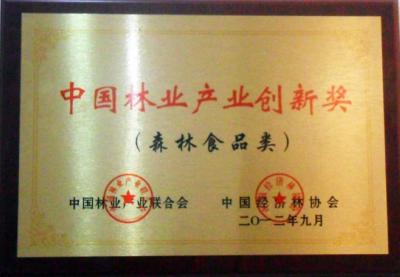 中国林业产业创新奖
（森林食品类）
中国林业产业联合会 中国经济林协会
二〇一二年九月